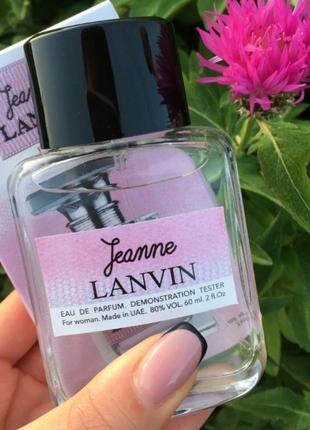 Jeanne
LANVIN
Jeanne
LANVIN
EAU DE PARFUM. DEMONSTRATION TESTER
For woman. Made in UAE. 80% VOL. 60 ml. 2 fl.Oz